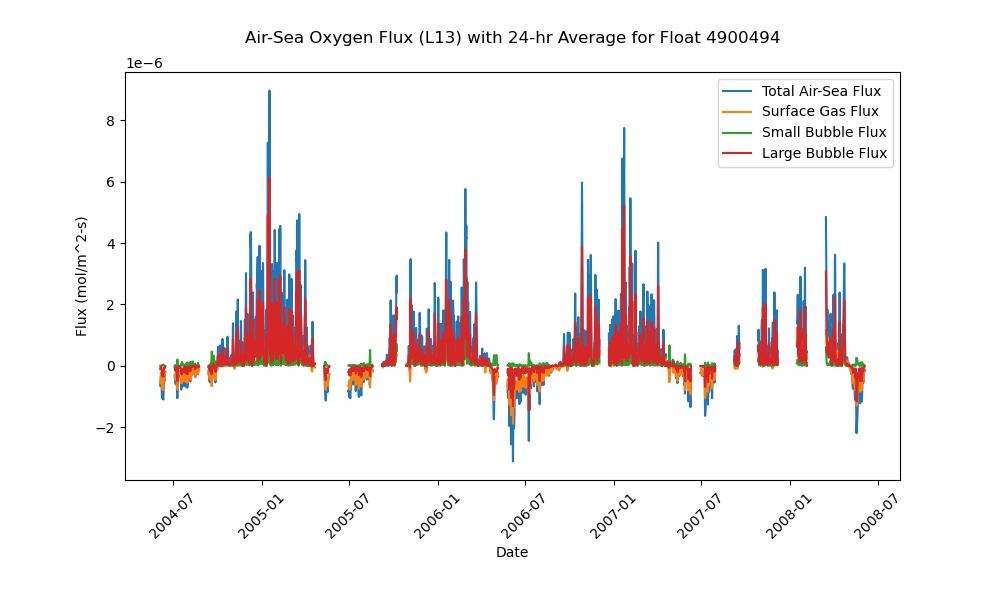 Air-Sea Oxygen Flux (L13) with 24-hr Average for Float 4900494
1e−6
Total Air-Sea Flux
Surface Gas Flux
Small Bubble Flux
Large Bubble Flux
8
6
4
2
0
−2
Flux (mol/m^2-s)
2004-07
2005-01
2005-07
2006-01
2006-07
2007-01
2007-07
2008-01
2008-07
Date